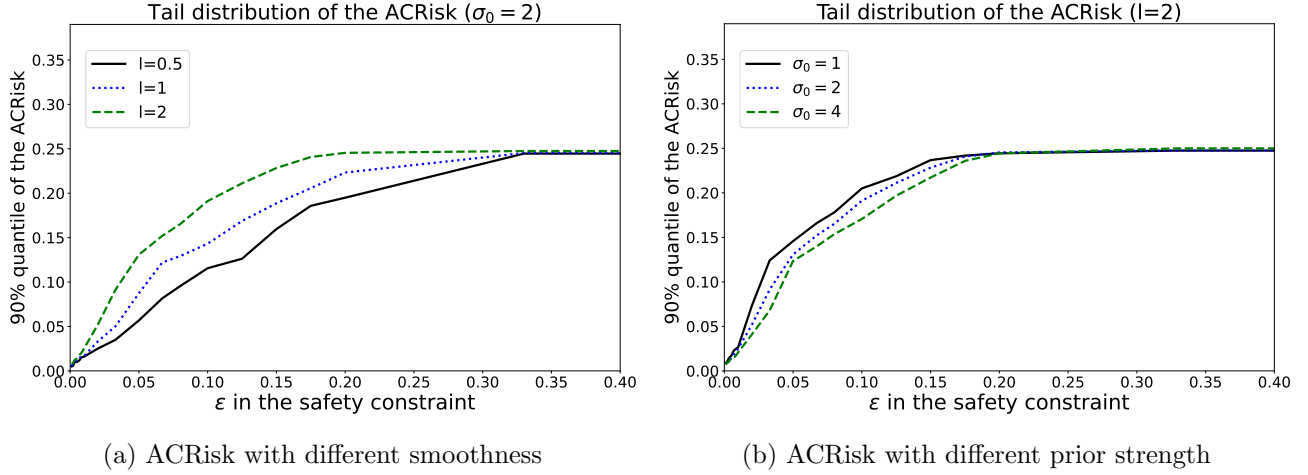 Tail distribution of the ACRisk (σ₀ = 2)
90% quantile of the ACRisk
0.35
0.30
0.25
0.20
0.15
0.10
0.05
0.00
l=0.5
l=1
l=2
0.00 0.05 0.10 0.15 0.20 0.25 0.30 0.35 0.40
ε in the safety constraint
(a) ACRisk with different smoothness
Tail distribution of the ACRisk (l=2)
90% quantile of the ACRisk
0.35
0.30
0.25
0.20
0.15
0.10
0.05
0.00
σ₀ = 1
σ₀ = 2
σ₀ = 4
0.00 0.05 0.10 0.15 0.20 0.25 0.30 0.35 0.40
ε in the safety constraint
(b) ACRisk with different prior strength